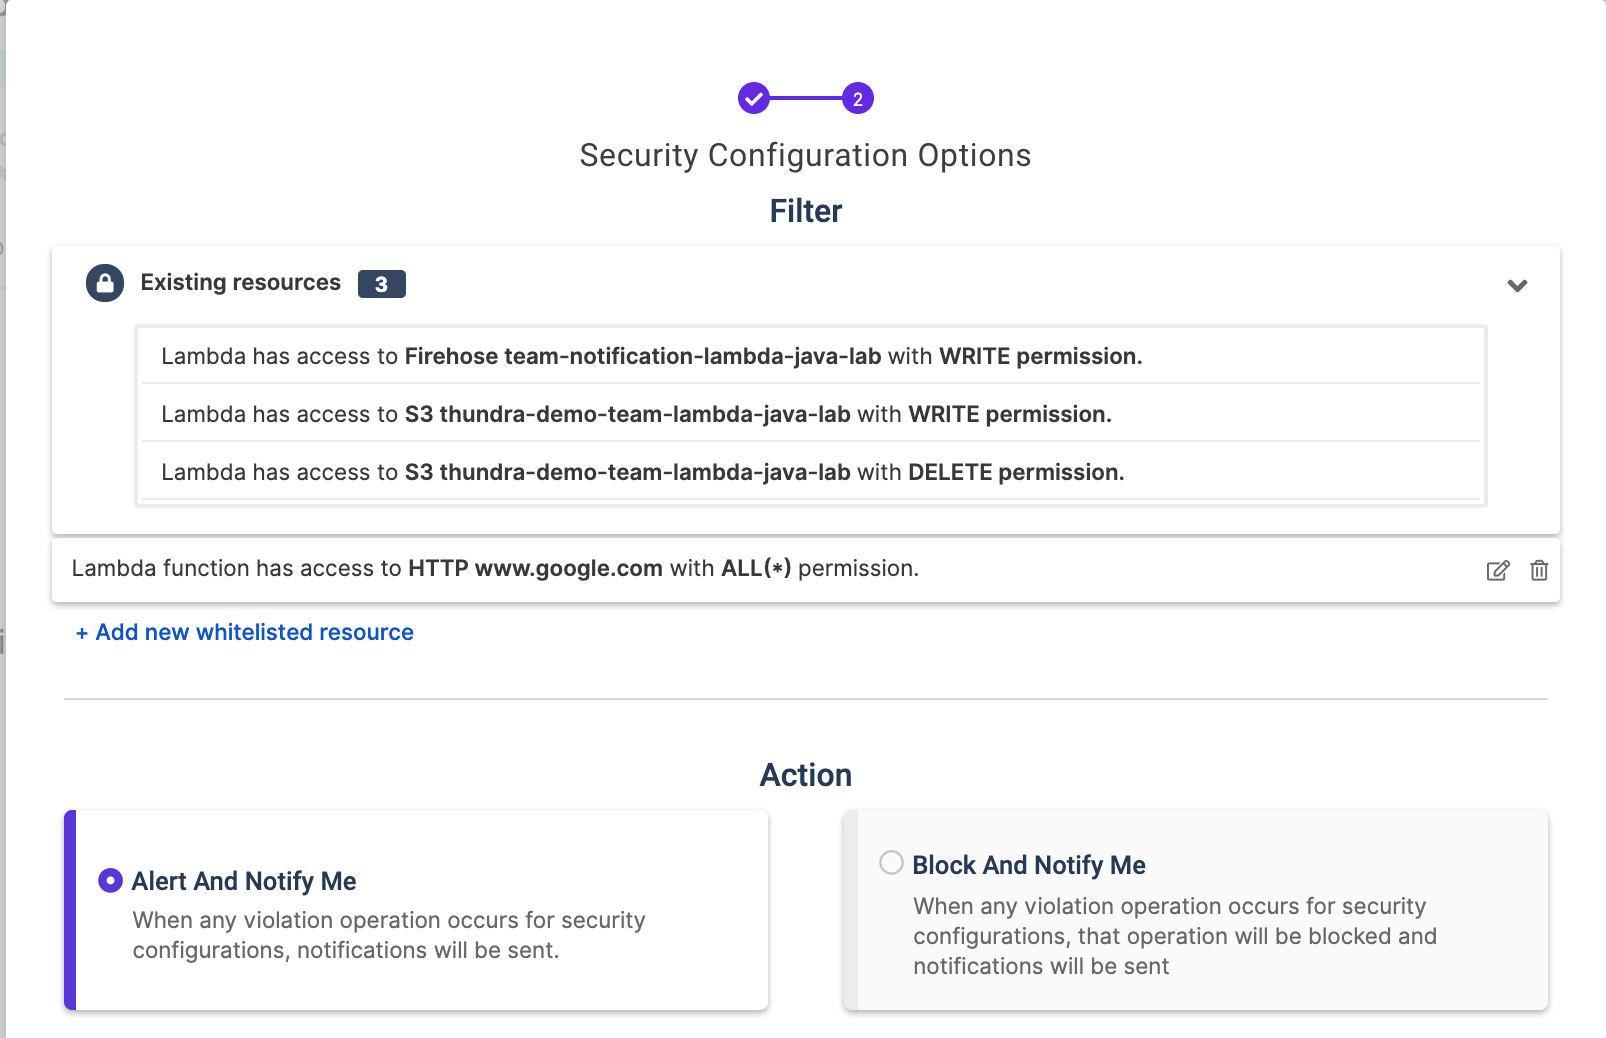 2
Security Configuration Options
Filter
Existing resources 3
Lambda has access to Firehose team-notification-lambda-java-lab with WRITE permission.
Lambda has access to S3 thundra-demo-team-lambda-java-lab with WRITE permission.
Lambda has access to S3 thundra-demo-team-lambda-java-lab with DELETE permission.
Lambda function has access to HTTP www.google.com with ALL(*) permission.
+ Add new whitelisted resource
Action
Alert And Notify Me
When any violation operation occurs for security
configurations, notifications will be sent.
Block And Notify Me
When any violation operation occurs for security
configurations, that operation will be blocked and
notifications will be sent